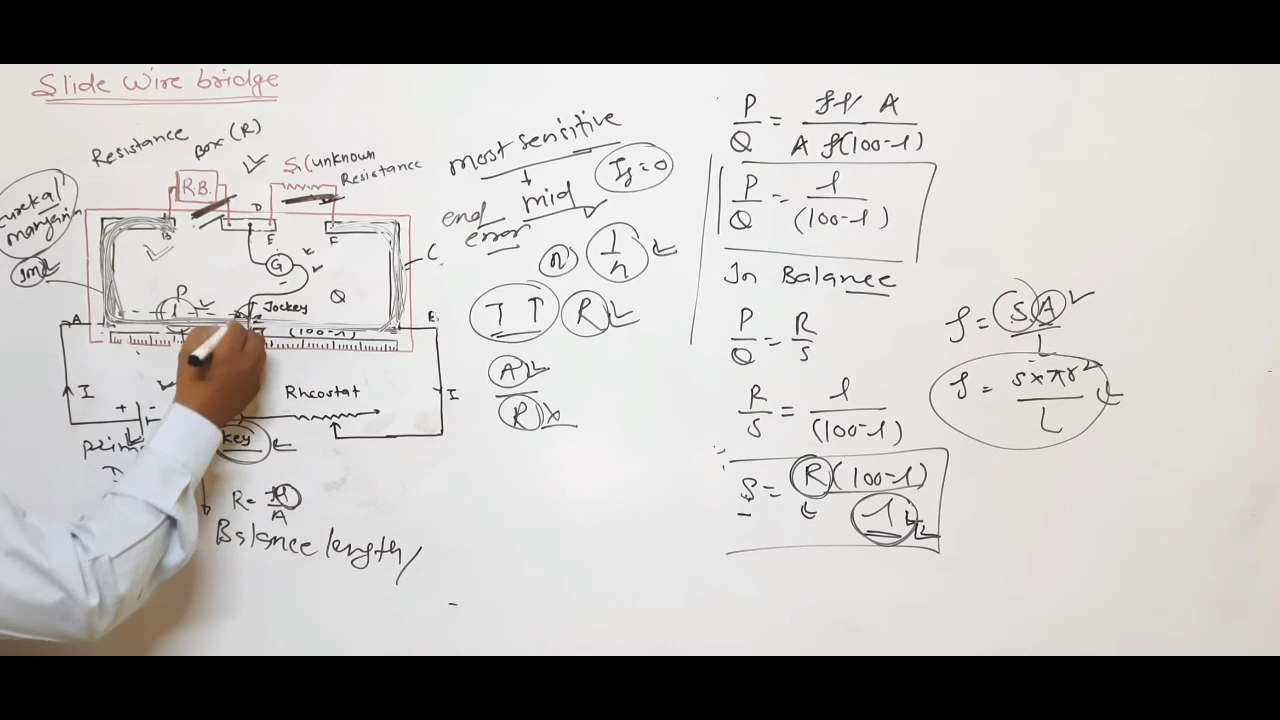 Slide Wire bridge
Resistance
Box (R)
S (unknown
Resistance
R.B.
D
B
E
F
G
C
P
Q
l
Jockey
A
(100-l)
I
I
+ -
Rheostat
key
R = ρl/A
Balance length
1m
most sensitive
↓
mid
Ig = 0
end
error
n
1/n
T ↑ R
A
R ×
P/Q = ρl A / A ρ(100-l)
P/Q = l/(100-l)
In Balance
P/Q = R/S
R/S = l/(100-l)
S = R(100-l)/l
ρ = SA/L
ρ = S×πr²/L